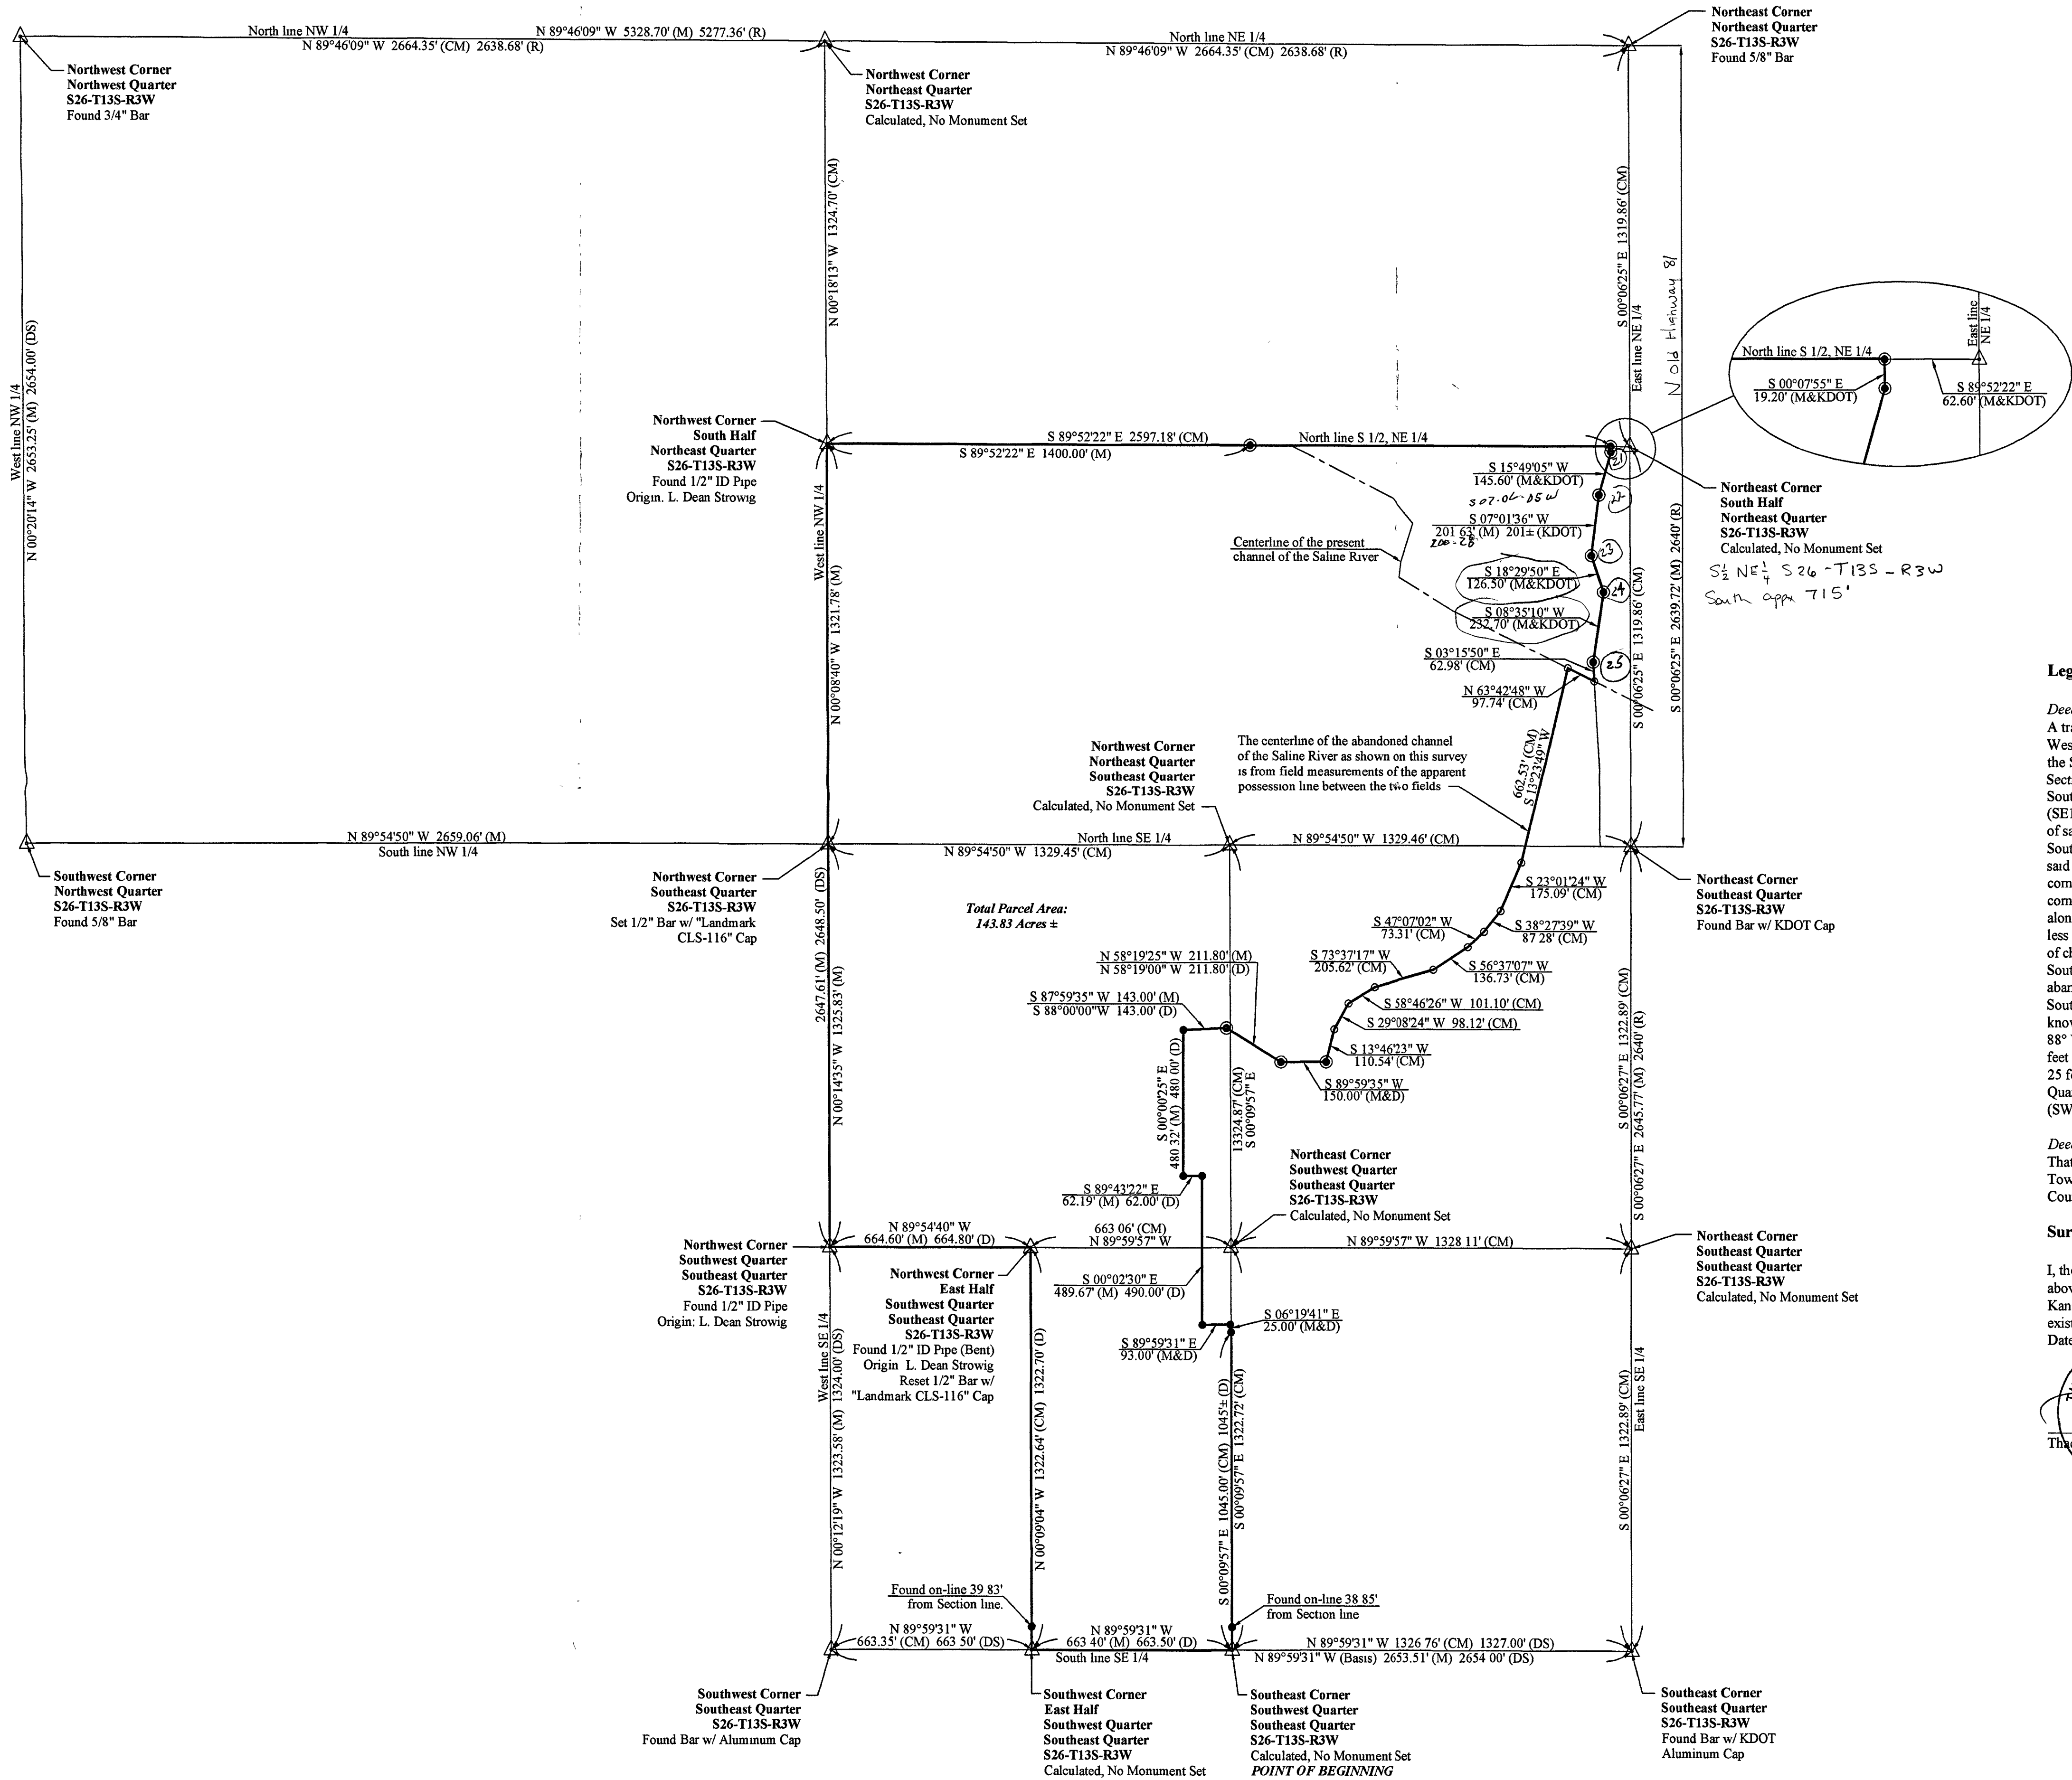 North line NW 1/4
N 89°46'09" W 5328.70' (M) 5277.36' (R)
N 89°46'09" W 2664.35' (CM) 2638.68' (R)
North line NE 1/4
N 89°46'09" W 2664.35' (CM) 2638.68' (R)
Northeast Corner
Northeast Quarter
S26-T13S-R3W
Found 5/8" Bar
Northwest Corner
Northwest Quarter
S26-T13S-R3W
Found 3/4" Bar
Northwest Corner
Northeast Quarter
S26-T13S-R3W
Calculated, No Monument Set
West line NW 1/4
N 00°20'14" W 2653.25' (M) 2654.00' (DS)
N 00°18'13" W 1324.70' (CM)
S 00°06'25" E 1319.86' (CM)
East line NE 1/4
N Old Highway 81
S 00°06'25" E 2639.72' (M) 2640' (R)
North line S 1/2, NE 1/4
East line
NE 1/4
S 00°07'55" E
19.20' (M&KDOT)
S 89°52'22" E
62.60' (M&KDOT)
Northwest Corner
South Half
Northeast Quarter
S26-T13S-R3W
Found 1/2" ID Pipe
Origin. L. Dean Strowig
S 89°52'22" E 2597.18' (CM)
S 89°52'22" E 1400.00' (M)
North line S 1/2, NE 1/4
21
S 15°49'05" W
145.60' (M&KDOT)
22
S 07°01'36" W
201 63' (M) 201± (KDOT)
23
S 18°29'50" E
126.50' (M&KDOT)
24
S 08°35'10" W
232.70' (M&KDOT)
25
S 03°15'50" E
62.98' (CM)
N 63°42'48" W
97.74' (CM)
Centerline of the present
channel of the Saline River
Northeast Corner
South Half
Northeast Quarter
S26-T13S-R3W
Calculated, No Monument Set
S½ NE¼ S26-T13S-R3W
South appx 715'
West line NW 1/4
N 00°08'40" W 1321.78' (M)
S 00°06'25" E 1319.86' (CM)
662.53' (CM)
S 13°23'49" W
The centerline of the abandoned channel
of the Saline River as shown on this survey
is from field measurements of the apparent
possession line between the two fields
Northwest Corner
Northeast Quarter
Southeast Quarter
S26-T13S-R3W
Calculated, No Monument Set
N 89°54'50" W 2659.06' (M)
South line NW 1/4
North line SE 1/4
N 89°54'50" W 1329.45' (CM)
N 89°54'50" W 1329.46' (CM)
Southwest Corner
Northwest Quarter
S26-T13S-R3W
Found 5/8" Bar
Northwest Corner
Southeast Quarter
S26-T13S-R3W
Set 1/2" Bar w/ "Landmark
CLS-116" Cap
Total Parcel Area:
143.83 Acres ±
Northeast Corner
Southeast Quarter
S26-T13S-R3W
Found Bar w/ KDOT Cap
S 23°01'24" W
175.09' (CM)
S 38°27'39" W
87 28' (CM)
S 47°07'02" W
73.31' (CM)
S 56°37'07" W
136.73' (CM)
S 73°37'17" W
205.62' (CM)
S 58°46'26" W 101.10' (CM)
S 29°08'24" W 98.12' (CM)
S 13°46'23" W
110.54' (CM)
S 89°59'35" W
150.00' (M&D)
N 58°19'25" W 211.80' (M)
N 58°19'00" W 211.80' (D)
S 87°59'35" W 143.00' (M)
S 88°00'00"W 143.00' (D)
S 00°00'25" E
480 32' (M) 480 00' (D)
13324.87' (CM)
S 00°09'57" E
2647.61' (M) 2648.50' (DS)
N 00°14'35" W 1325.83' (M)
S 00°06'27" E 1322.89' (CM)
S 00°06'27" E 2645.77' (M) 2640' (R)
S 89°43'22" E
62.19' (M) 62.00' (D)
Northeast Corner
Southwest Quarter
Southeast Quarter
S26-T13S-R3W
Calculated, No Monument Set
N 89°54'40" W
664.60' (M) 664.80' (D)
663 06' (CM)
N 89°59'57" W
N 89°59'57" W 1328 11' (CM)
Northwest Corner
Southwest Quarter
Southeast Quarter
S26-T13S-R3W
Found 1/2" ID Pipe
Origin: L. Dean Strowig
Northwest Corner
East Half
Southwest Quarter
Southeast Quarter
S26-T13S-R3W
Found 1/2" ID Pipe (Bent)
Origin L. Dean Strowig
Reset 1/2" Bar w/
"Landmark CLS-116" Cap
S 00°02'30" E
489.67' (M) 490.00' (D)
S 06°19'41" E
25.00' (M&D)
S 89°59'31" E
93.00' (M&D)
Northeast Corner
Southeast Quarter
Southeast Quarter
S26-T13S-R3W
Calculated, No Monument Set
West line SE 1/4
N 00°12'19" W 1323.58' (M) 1324.00' (DS)
N 00°09'04" W 1322.64' (CM) 1322.70' (D)
S 00°09'57" E 1045.00' (CM) 1045'± (D)
S 00°09'57" E 1322.72' (CM)
S 00°06'27" E 1322.89' (CM)
East line SE 1/4
Found on-line 39 83'
from Section line.
Found on-line 38 85'
from Section line
N 89°59'31" W
663.35' (CM) 663 50' (DS)
N 89°59'31" W
663 40' (M) 663.50' (D)
South line SE 1/4
N 89°59'31" W 1326 76' (CM) 1327.00' (DS)
N 89°59'31" W (Basis) 2653.51' (M) 2654 00' (DS)
Southwest Corner
Southeast Quarter
S26-T13S-R3W
Found Bar w/ Aluminum Cap
Southwest Corner
East Half
Southwest Quarter
Southeast Quarter
S26-T13S-R3W
Calculated, No Monument Set
Southeast Corner
Southwest Quarter
Southeast Quarter
S26-T13S-R3W
Calculated, No Monument Set
POINT OF BEGINNING
Southeast Corner
Southeast Quarter
S26-T13S-R3W
Found Bar w/ KDOT
Aluminum Cap
A tra
the S
of sa
said
com
com
alon
less
of ch
88°
feet
25 f
(SW